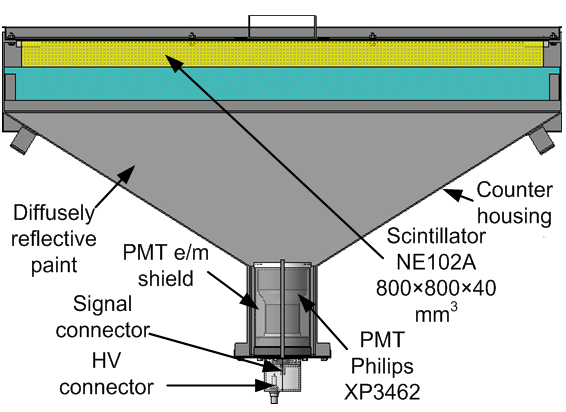 Diffusely
reflective
paint
PMT e/m
shield
Signal
connector
HV
connector
Counter
housing
Scintillator
NE102A
800×800×40
mm3
PMT
Philips
XP3462